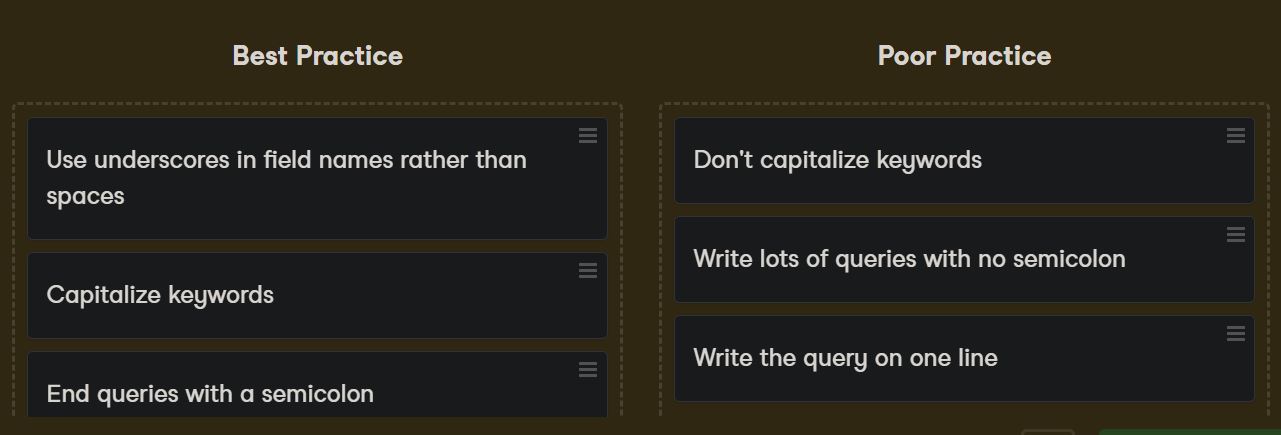 Best Practice
Use underscores in field names rather than
spaces
Capitalize keywords
End queries with a semicolon
Poor Practice
Don't capitalize keywords
Write lots of queries with no semicolon
Write the query on one line